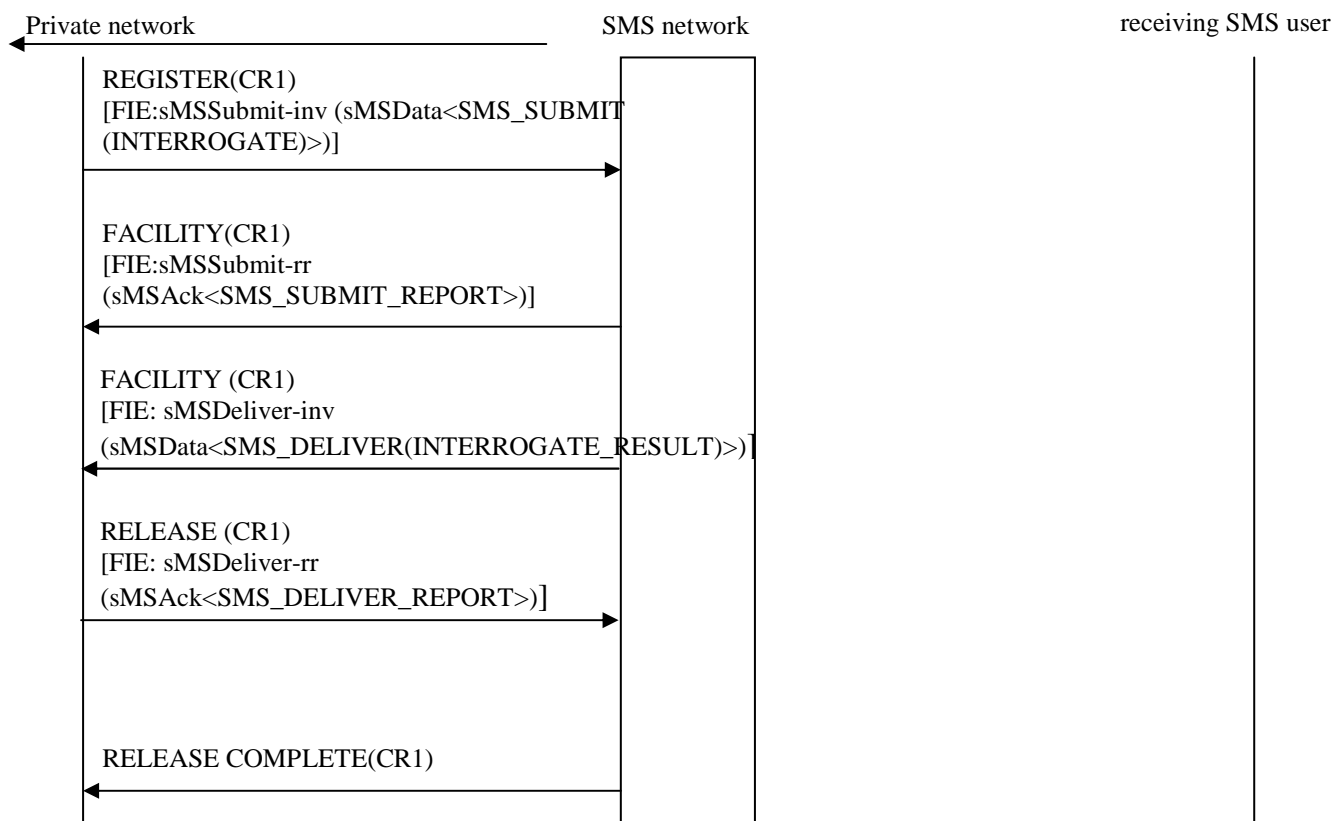 Private network
SMS network
receiving SMS user
REGISTER(CR1)
[FIE:sMSSubmit-inv (sMSData<SMS_SUBMIT
(INTERROGATE)>)]
FACILITY(CR1)
[FIE:sMSSubmit-rr
(sMSAck<SMS_SUBMIT_REPORT>)]
FACILITY (CR1)
[FIE: sMSDeliver-inv
(sMSData<SMS_DELIVER(INTERROGATE_RESULT)>)]
RELEASE (CR1)
[FIE: sMSDeliver-rr
(sMSAck<SMS_DELIVER_REPORT>)]
RELEASE COMPLETE(CR1)